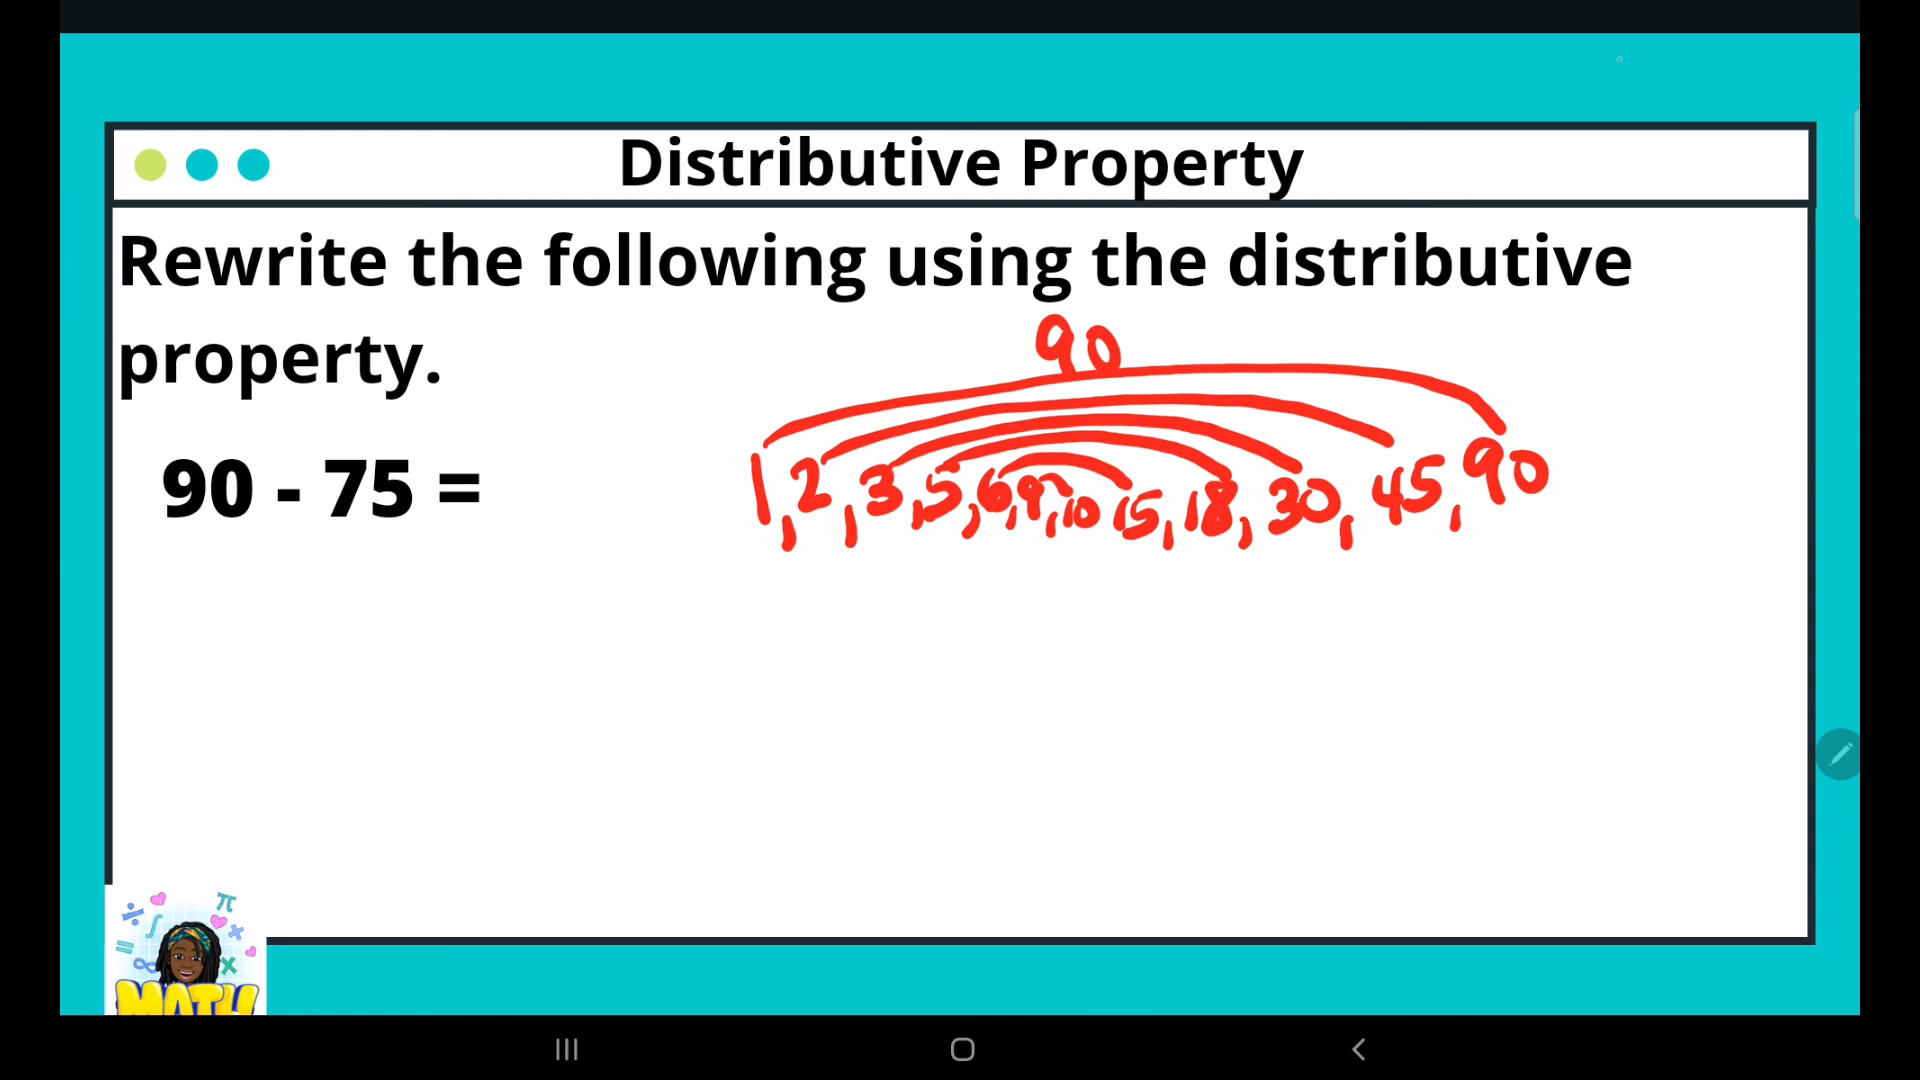 Distributive Property
Rewrite the following using the distributive
property.
90
90 - 75 =
1, 2, 3, 5, 6, 9, 10 15, 18, 30, 45, 90
÷ π ∫ × = ∞ x
MATH